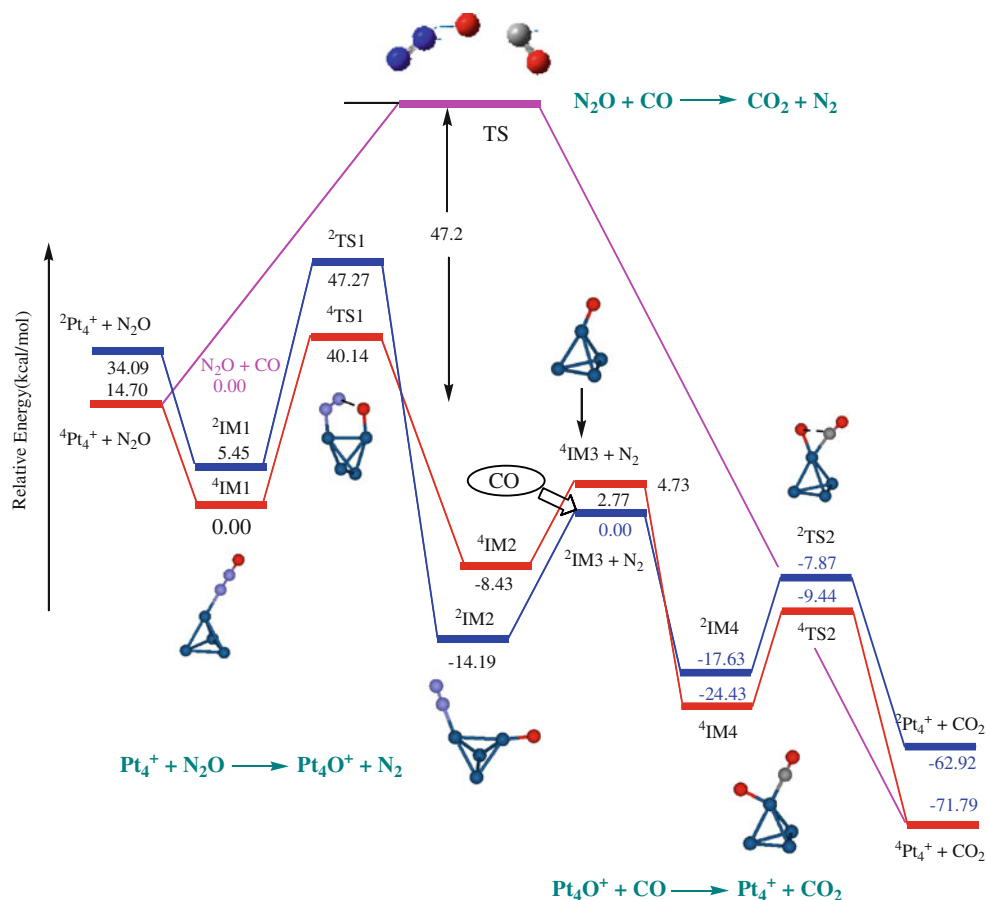 N₂O + CO → CO₂ + N₂
TS
47.2
Relative Energy(kcal/mol)
²Pt₄⁺ + N₂O
34.09
14.70
⁴Pt₄⁺ + N₂O
N₂O + CO
0.00
²IM1
5.45
⁴IM1
0.00
²TS1
47.27
⁴TS1
40.14
⁴IM2
-8.43
²IM2
-14.19
CO
⁴IM3 + N₂
4.73
2.77
0.00
²IM3 + N₂
²IM4
-17.63
-24.43
⁴IM4
²TS2
-7.87
-9.44
⁴TS2
²Pt₄⁺ + CO₂
-62.92
-71.79
⁴Pt₄⁺ + CO₂
Pt₄⁺ + N₂O → Pt₄O⁺ + N₂
Pt₄O⁺ + CO → Pt₄⁺ + CO₂